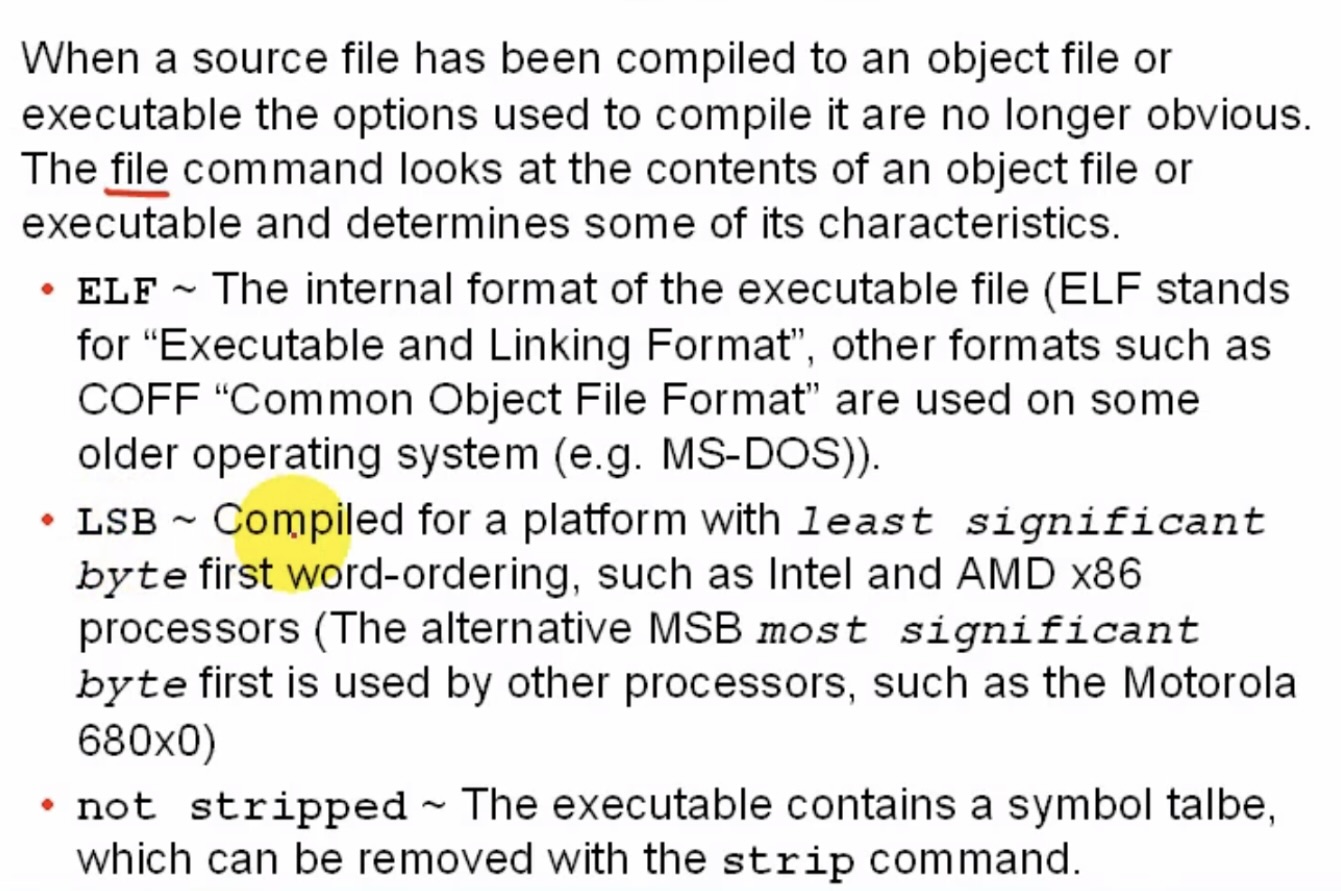 When a source file has been compiled to an object file or
executable the options used to compile it are no longer obvious.
The file command looks at the contents of an object file or
executable and determines some of its characteristics.
• ELF ~ The internal format of the executable file (ELF stands
for “Executable and Linking Format”, other formats such as
COFF “Common Object File Format” are used on some
older operating system (e.g. MS-DOS)).
• LSB ~ Compiled for a platform with least significant
byte first word-ordering, such as Intel and AMD x86
processors (The alternative MSB most significant
byte first is used by other processors, such as the Motorola
680x0)
• not stripped ~ The executable contains a symbol talbe,
which can be removed with the strip command.